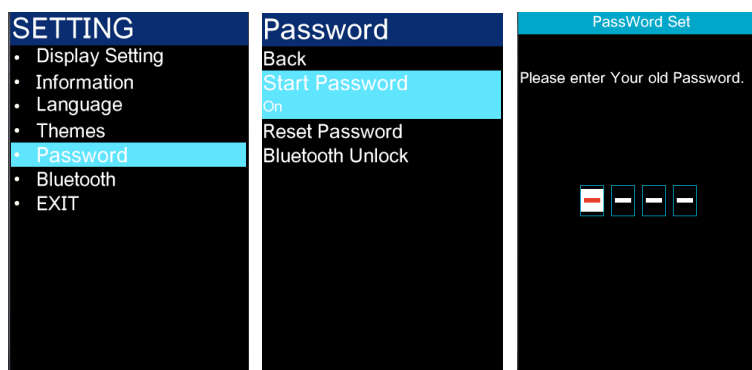 SETTING
• Display Setting
• Information
• Language
• Themes
• Password
• Bluetooth
• EXIT
Password
Back
Start Password
On
Reset Password
Bluetooth Unlock
PassWord Set
Please enter Your old Password.
- - - -